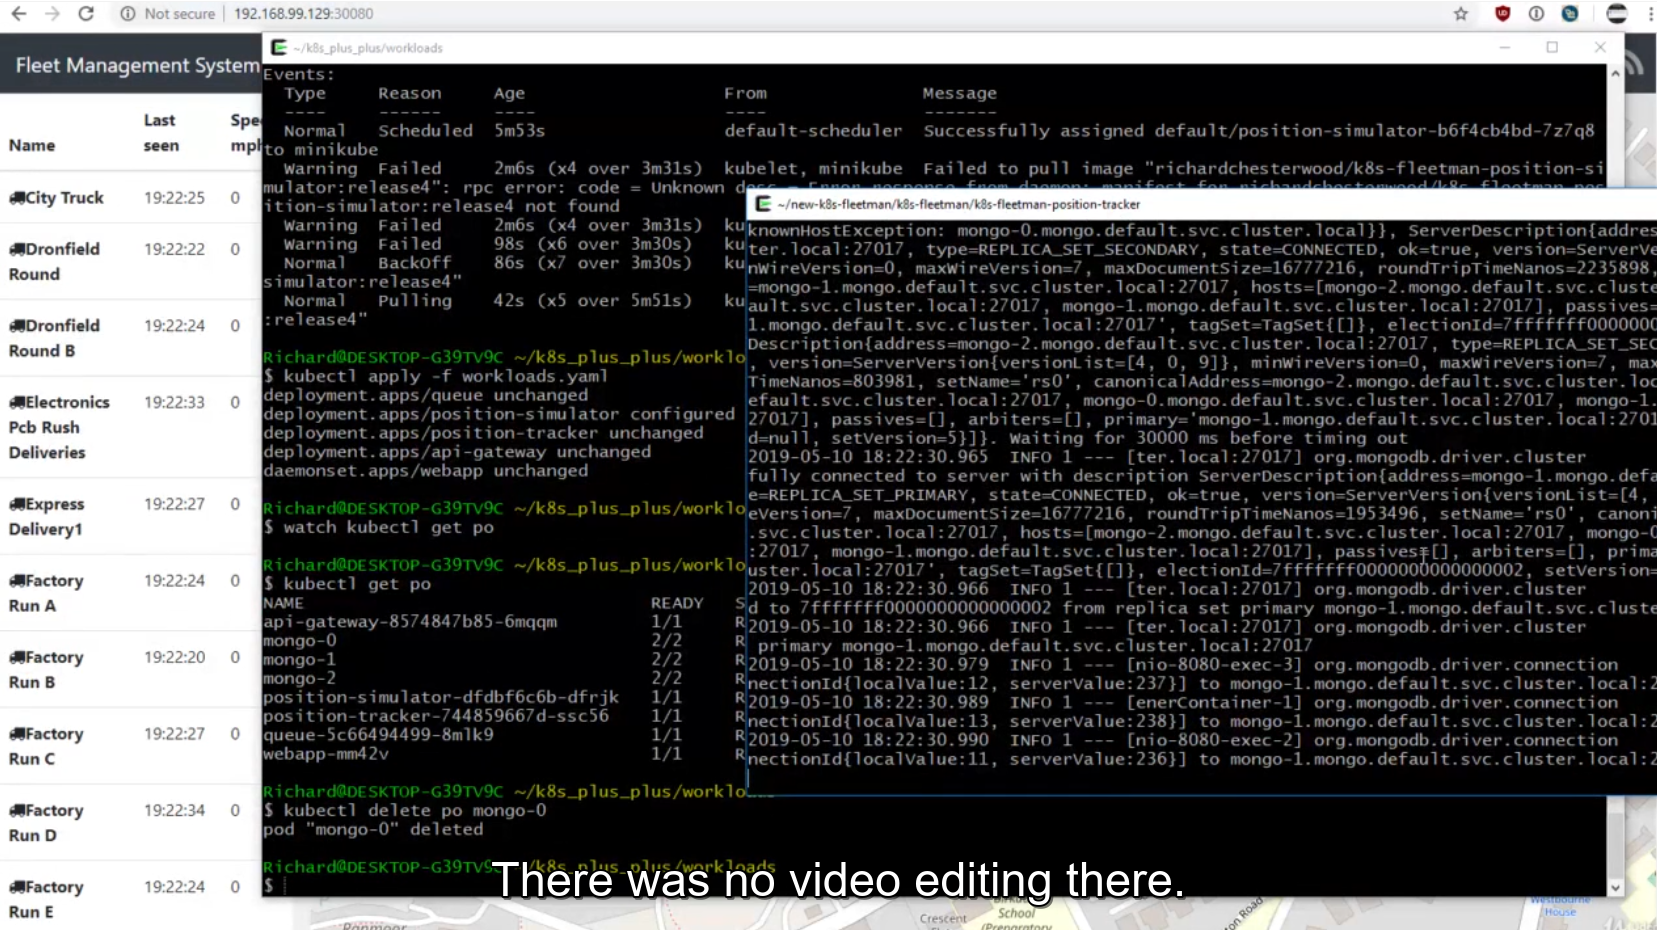 Not secure 192.168.99.129:30080
Fleet Management System
Name
Last seen
Spe
mph
City Truck 19:22:25 0
Dronfield Round 19:22:22 0
Dronfield Round B 19:22:24 0
Electronics Pcb Rush Deliveries 19:22:33 0
Express Delivery1 19:22:27 0
Factory Run A 19:22:24 0
Factory Run B 19:22:20 0
Factory Run C 19:22:27 0
Factory Run D 19:22:34 0
Factory Run E 19:22:24 0
~/k8s_plus_plus/workloads
Events:
Type Reason Age From Message
---- ------ ---- ---- -------
Normal Scheduled 5m53s default-scheduler Successfully assigned default/position-simulator-b6f4cb4bd-7z7q8
to minikube
Warning Failed 2m6s (x4 over 3m31s) kubelet, minikube Failed to pull image "richardchesterwood/k8s-fleetman-position-si
mulator:release4": rpc error: code = Unknown desc = Error response from daemon: manifest for richardchesterwood/k8s-fleetman-pos
ition-simulator:release4 not found
Warning Failed 2m6s (x4 over 3m31s) ku
Warning Failed 98s (x6 over 3m30s) ku
Normal BackOff 86s (x7 over 3m30s) ku
simulator:release4"
Normal Pulling 42s (x5 over 5m51s) ku
:release4"
Richard@DESKTOP-G39TV9C ~/k8s_plus_plus/worklo
$ kubectl apply -f workloads.yaml
deployment.apps/queue unchanged
deployment.apps/position-simulator configured
deployment.apps/position-tracker unchanged
deployment.apps/api-gateway unchanged
daemonset.apps/webapp unchanged
Richard@DESKTOP-G39TV9C ~/k8s_plus_plus/worklo
$ watch kubectl get po
Richard@DESKTOP-G39TV9C ~/k8s_plus_plus/worklo
$ kubectl get po
NAME READY S
api-gateway-8574847b85-6mqqm 1/1 R
mongo-0 2/2 R
mongo-1 2/2 R
mongo-2 2/2 R
position-simulator-dfdbf6c6b-dfrjk 1/1 R
position-tracker-744859667d-ssc56 1/1 R
queue-5c66494499-8mlk9 1/1 R
webapp-mm42v 1/1 R
Richard@DESKTOP-G39TV9C ~/k8s_plus_plus/workloads
$ kubectl delete po mongo-0
pod "mongo-0" deleted
Richard@DESKTOP-G39TV9C ~/k8s_plus_plus/workloads
$
~/new-k8s-fleetman/k8s-fleetman/k8s-fleetman-position-tracker
knownHostException: mongo-0.mongo.default.svc.cluster.local}}, ServerDescription{addres
ter.local:27017, type=REPLICA_SET_SECONDARY, state=CONNECTED, ok=true, version=ServerVe
nWireVersion=0, maxWireVersion=7, maxDocumentSize=16777216, roundTripTimeNanos=2235898,
=mongo-1.mongo.default.svc.cluster.local:27017, hosts=[mongo-2.mongo.default.svc.cluste
ault.svc.cluster.local:27017, mongo-1.mongo.default.svc.cluster.local:27017], passives=
1.mongo.default.svc.cluster.local:27017', tagSet=TagSet{[]}, electionId=7fffffff000000
Description{address=mongo-2.mongo.default.svc.cluster.local:27017, type=REPLICA_SET_SEC
, version=ServerVersion{versionList=[4, 0, 9]}, minWireVersion=0, maxWireVersion=7, max
TimeNanos=803981, setName='rs0', canonicalAddress=mongo-2.mongo.default.svc.cluster.loc
efault.svc.cluster.local:27017, mongo-0.mongo.default.svc.cluster.local:27017, mongo-1.
27017], passives=[], arbiters=[], primary='mongo-1.mongo.default.svc.cluster.local:2701
d=null, setVersion=5}]}. Waiting for 30000 ms before timing out
2019-05-10 18:22:30.965 INFO 1 --- [ter.local:27017] org.mongodb.driver.cluster
fully connected to server with description ServerDescription{address=mongo-1.mongo.defa
e=REPLICA_SET_PRIMARY, state=CONNECTED, ok=true, version=ServerVersion{versionList=[4,
eVersion=7, maxDocumentSize=16777216, roundTripTimeNanos=1953496, setName='rs0', canoni
.svc.cluster.local:27017, hosts=[mongo-2.mongo.default.svc.cluster.local:27017, mongo-0
:27017, mongo-1.mongo.default.svc.cluster.local:27017], passives=[], arbiters=[], prima
uster.local:27017', tagSet=TagSet{[]}, electionId=7fffffff0000000000000002, setVersion=
2019-05-10 18:22:30.966 INFO 1 --- [ter.local:27017] org.mongodb.driver.cluster
d to 7fffffff0000000000000002 from replica set primary mongo-1.mongo.default.svc.cluste
2019-05-10 18:22:30.966 INFO 1 --- [ter.local:27017] org.mongodb.driver.cluster
primary mongo-1.mongo.default.svc.cluster.local:27017
2019-05-10 18:22:30.979 INFO 1 --- [nio-8080-exec-3] org.mongodb.driver.connection
nectionId{localValue:12, serverValue:237}] to mongo-1.mongo.default.svc.cluster.local:2
2019-05-10 18:22:30.989 INFO 1 --- [enerContainer-1] org.mongodb.driver.connection
nectionId{localValue:13, serverValue:238}] to mongo-1.mongo.default.svc.cluster.local:2
2019-05-10 18:22:30.990 INFO 1 --- [nio-8080-exec-2] org.mongodb.driver.connection
nectionId{localValue:11, serverValue:236}] to mongo-1.mongo.default.svc.cluster.local:2
There was no video editing there.
Crescent
School
(Preparatory
on Road
Westbourne
House